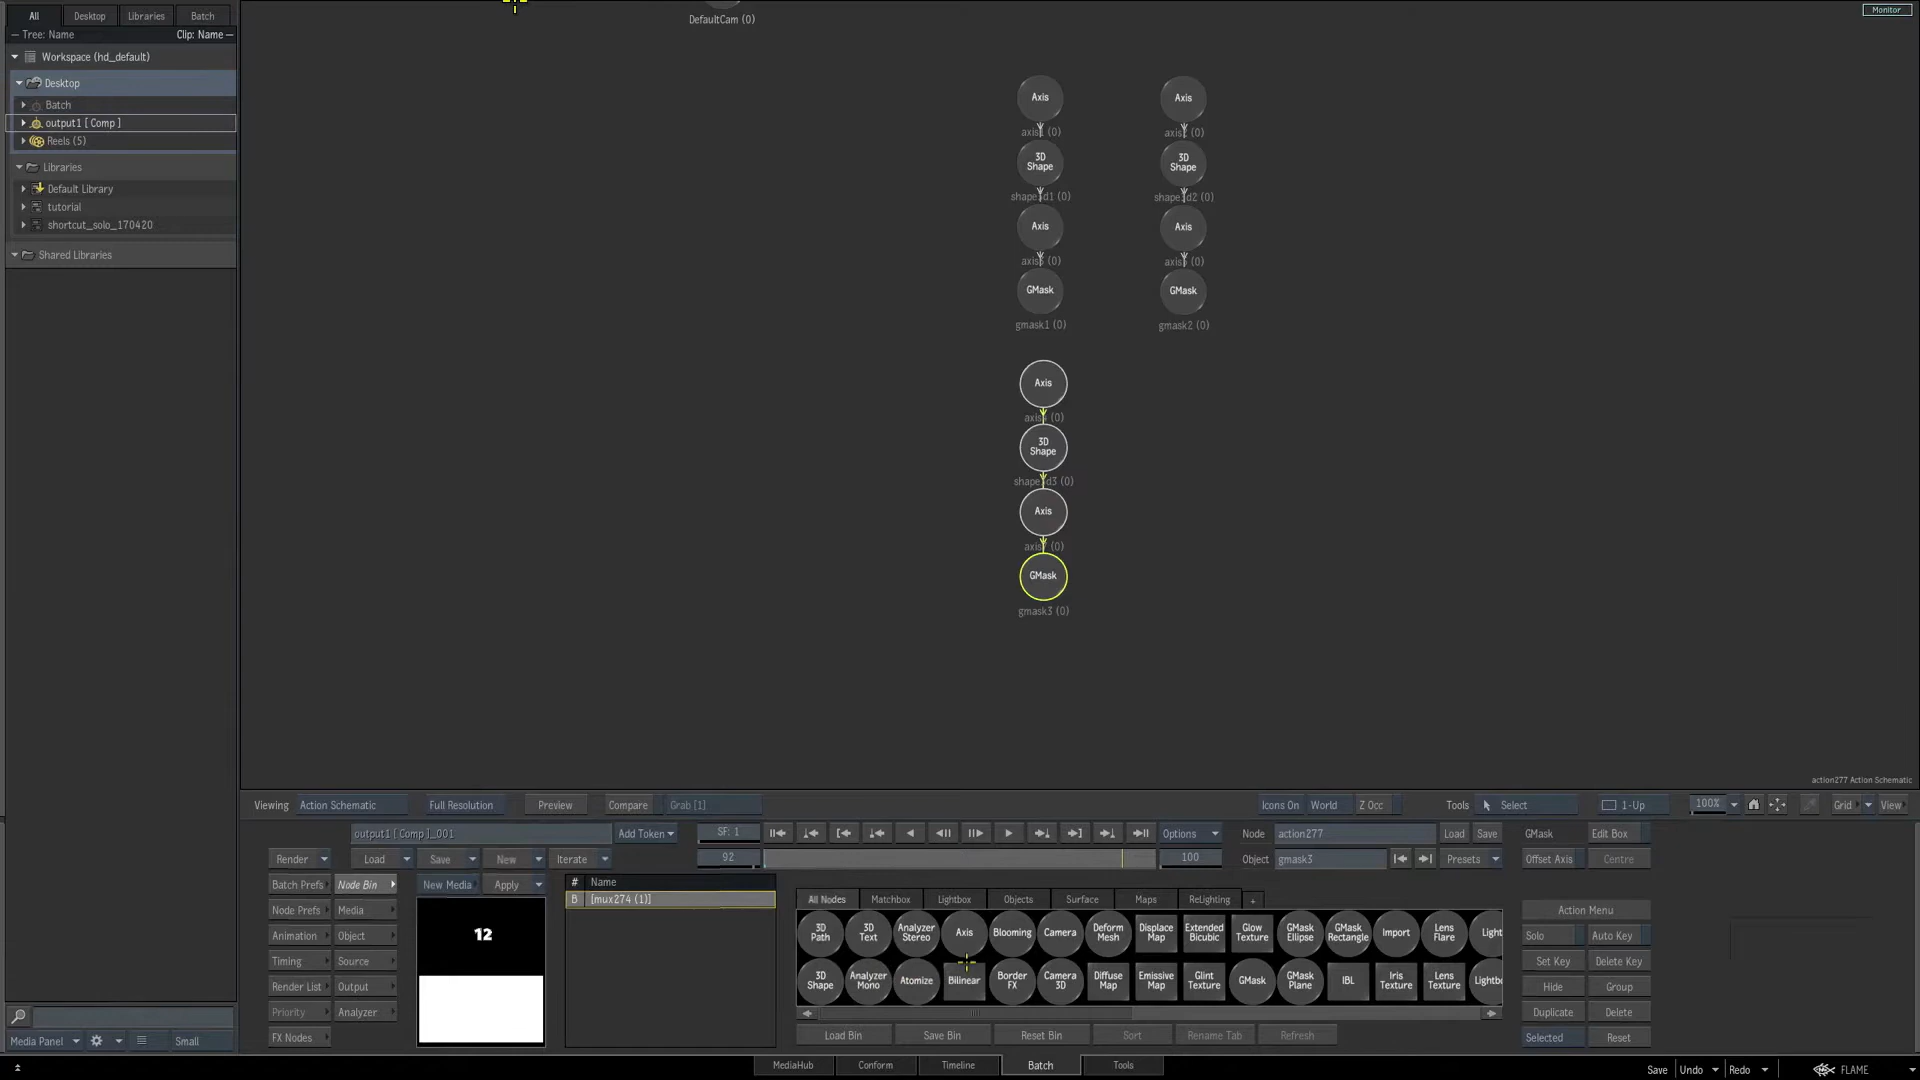 All Desktop Libraries Batch
Tree: Name Clip: Name
Workspace (hd_default)
Desktop
Batch
output1 [ Comp ]
Reels (5)
Libraries
Default Library
tutorial
shortcut_solo_170420
Shared Libraries
Media Panel Small
DefaultCam (0)
Monitor
Axis
Axis
3D
Shape
3D
Shape
Axis
Axis
GMask
GMask
gmask1 (0)
gmask2 (0)
Axis
3D
Shape
Axis
GMask
gmask3 (0)
action277 Action Schematic
Viewing Action Schematic Full Resolution Preview Compare Grab [1] Icons On World Z Occ Tools Select 1-Up 100% Grid View
output1 [ Comp ]_001 Add Token SF: 1 Options Node action277 Load Save GMask Edit Box
Render Load Save New Iterate 92 100 Object gmask3 Presets Offset Axis Centre
Batch Prefs Node Bin New Media Apply # Name All Nodes Matchbox Lightbox Objects Surface Maps ReLighting +
B [mux274 (1)]
Node Prefs Media
Animation Object
Timing Source
Render List Output
Priority Analyzer
FX Nodes
12
3D
Path
3D
Text
Analyzer
Stereo
Axis
Blooming
Camera
Deform
Mesh
Displace
Map
Extended
Bicubic
Glow
Texture
GMask
Ellipse
GMask
Rectangle
Import
Lens
Flare
3D
Shape
Analyzer
Mono
Atomize
Bilinear
Border
FX
Camera
3D
Diffuse
Map
Emissive
Map
Glint
Texture
GMask
GMask
Plane
IBL
Iris
Texture
Lens
Texture
Load Bin Save Bin Reset Bin Sort Rename Tab Refresh
Action Menu
Solo Auto Key
Set Key Delete Key
Hide Group
Duplicate Delete
Selected Reset
MediaHub Conform Timeline Batch Tools
Save Undo Redo FLAME